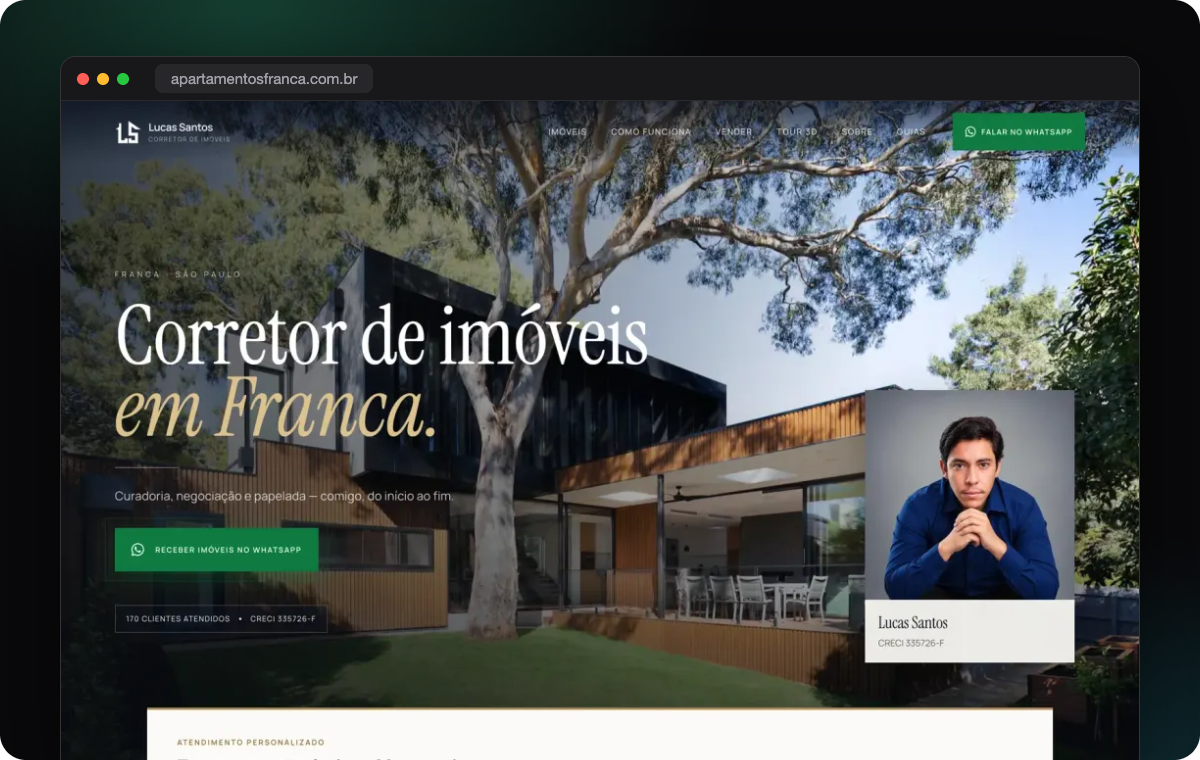 apartamentosfranca.com.br
LS
Lucas Santos
CORRETOR DE IMÓVEIS
IMÓVEIS
COMO FUNCIONA
VENDER
TOUR 3D
SOBRE
GUIAS
FALAR NO WHATSAPP
FRANCA · SÃO PAULO
Corretor de imóveis
em Franca.
Curadoria, negociação e papelada — comigo, do início ao fim.
RECEBER IMÓVEIS NO WHATSAPP
170 CLIENTES ATENDIDOS • CRECI 335726-F
Lucas Santos
CRECI 335726-F
ATENDIMENTO PERSONALIZADO